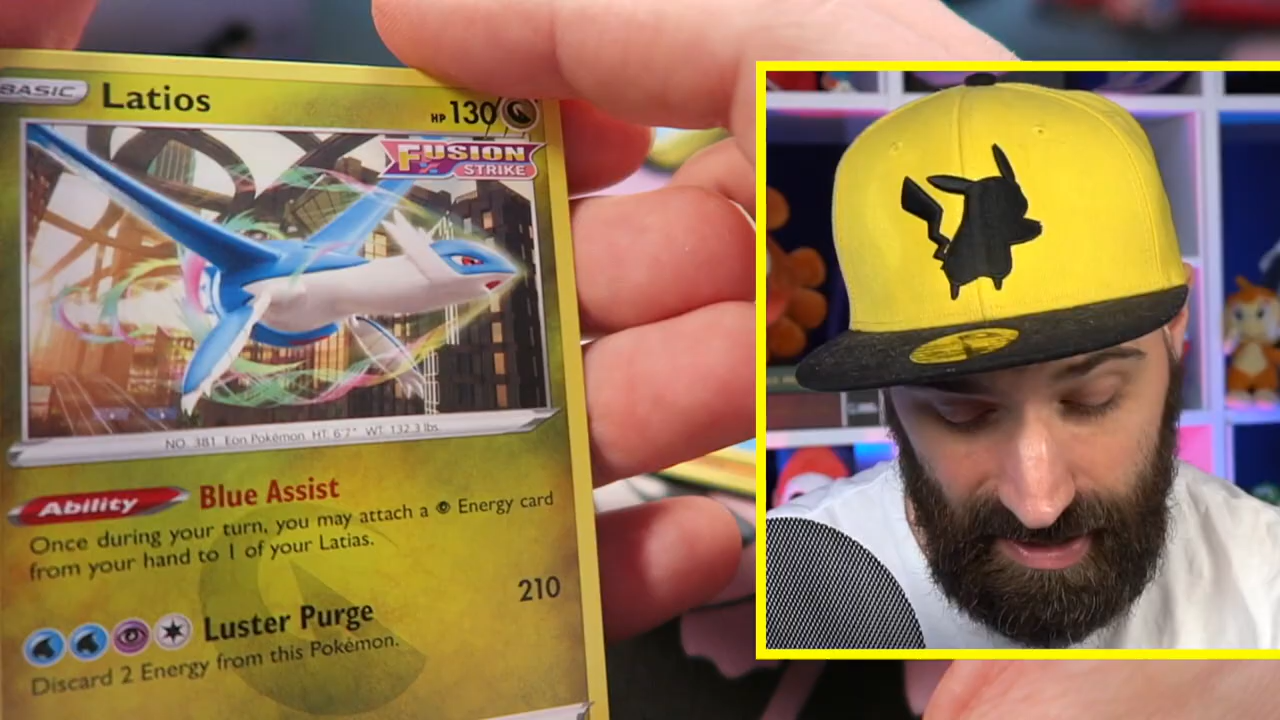 BASIC
Latios
HP 130
FUSION
STRIKE
NO. 381 Eon Pokémon HT: 6'7" WT: 132.3 lbs.
Ability Blue Assist
Once during your turn, you may attach a Energy card
from your hand to 1 of your Latias.
Luster Purge 210
Discard 2 Energy from this Pokémon.